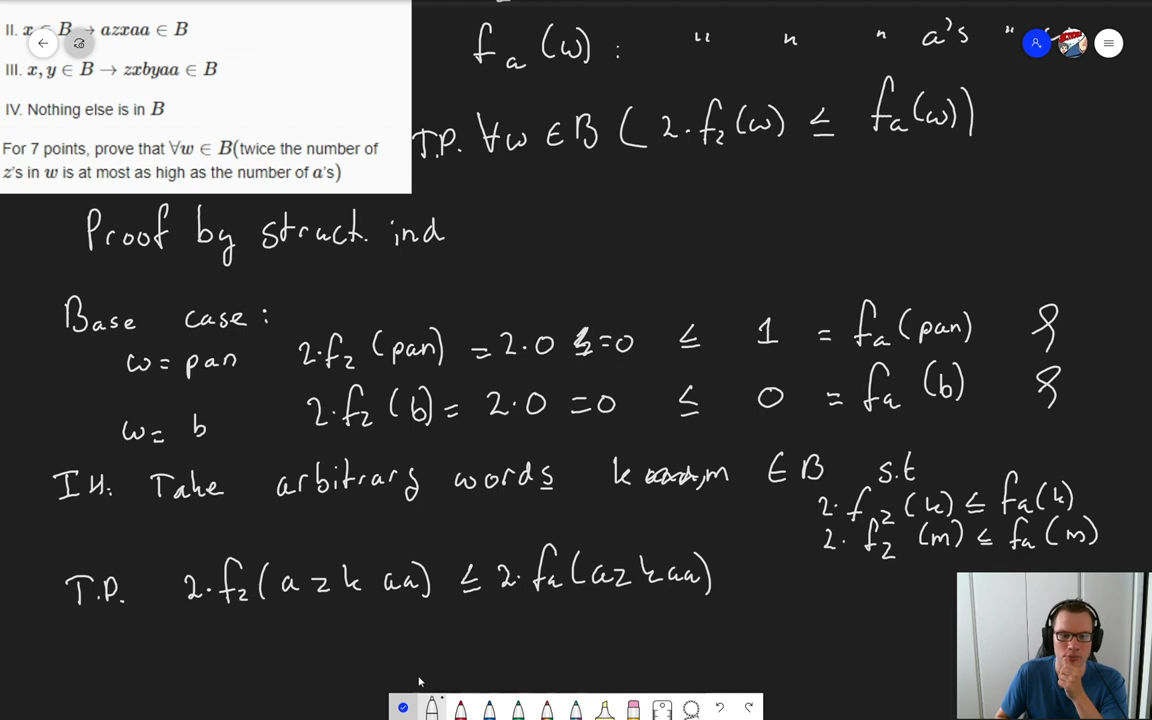 II. x ∈ B → azxaa ∈ B
III. x, y ∈ B → zxbyaa ∈ B
IV. Nothing else is in B
For 7 points, prove that ∀w ∈ B(twice the number of
z's in w is at most as high as the number of a's)
f_a (w) : " " " a's "
T.P. ∀w ∈ B ( 2·f_z(w) ≤ f_a(w))
Proof by struct. ind
Base case:
w = pan 2·f_z (pan) = 2·0 = 0 ≤ 1 = f_a (pan)
w = b 2·f_z (b) = 2·0 = 0 ≤ 0 = f_a (b)
IH. Take arbitrary words k , m ∈ B s.t
2·f_z (k) ≤ f_a(k)
2·f_z (m) ≤ f_a (m)
T.P. 2·f_z (a z k aa) ≤ 2·f_a (az kaa)